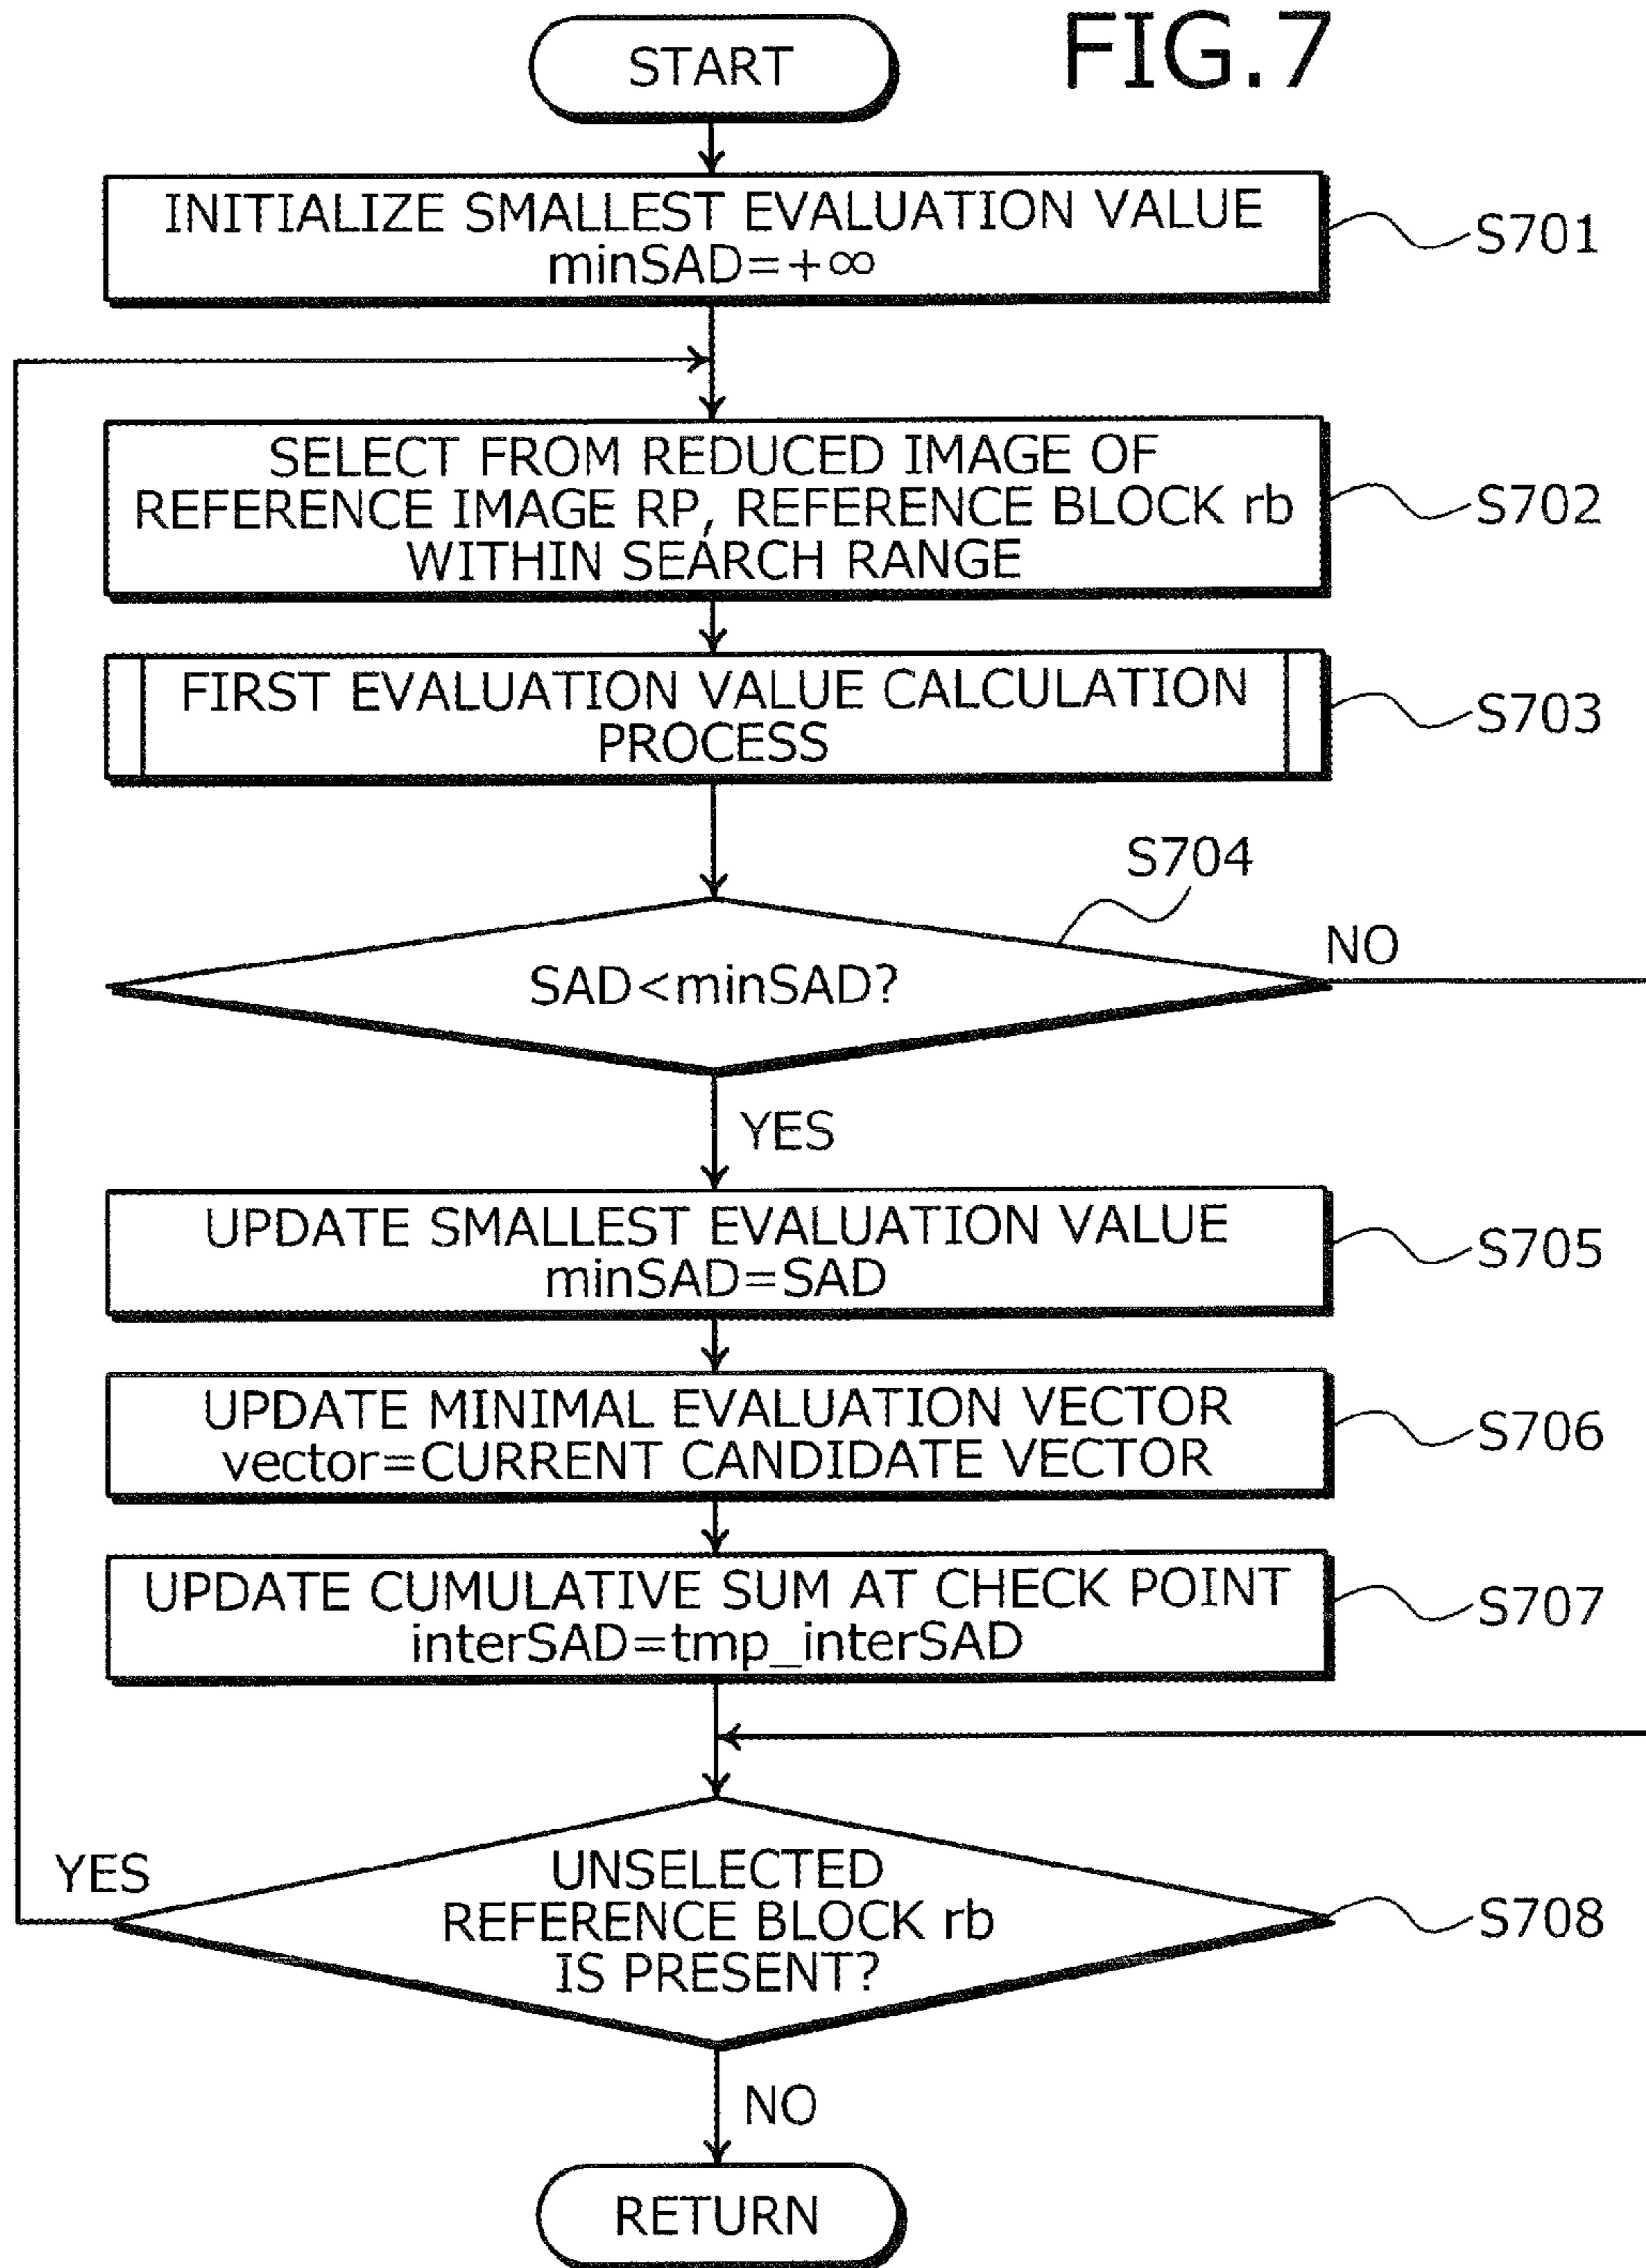 FIG.7
START
INITIALIZE SMALLEST EVALUATION VALUE
minSAD=+∞
S701
SELECT FROM REDUCED IMAGE OF
REFERENCE IMAGE RP, REFERENCE BLOCK rb
WITHIN SEARCH RANGE
S702
FIRST EVALUATION VALUE CALCULATION
PROCESS
S703
S704
SAD<minSAD?
NO
YES
UPDATE SMALLEST EVALUATION VALUE
minSAD=SAD
S705
UPDATE MINIMAL EVALUATION VECTOR
vector=CURRENT CANDIDATE VECTOR
S706
UPDATE CUMULATIVE SUM AT CHECK POINT
interSAD=tmp_interSAD
S707
YES
UNSELECTED
REFERENCE BLOCK rb
IS PRESENT?
S708
NO
RETURN